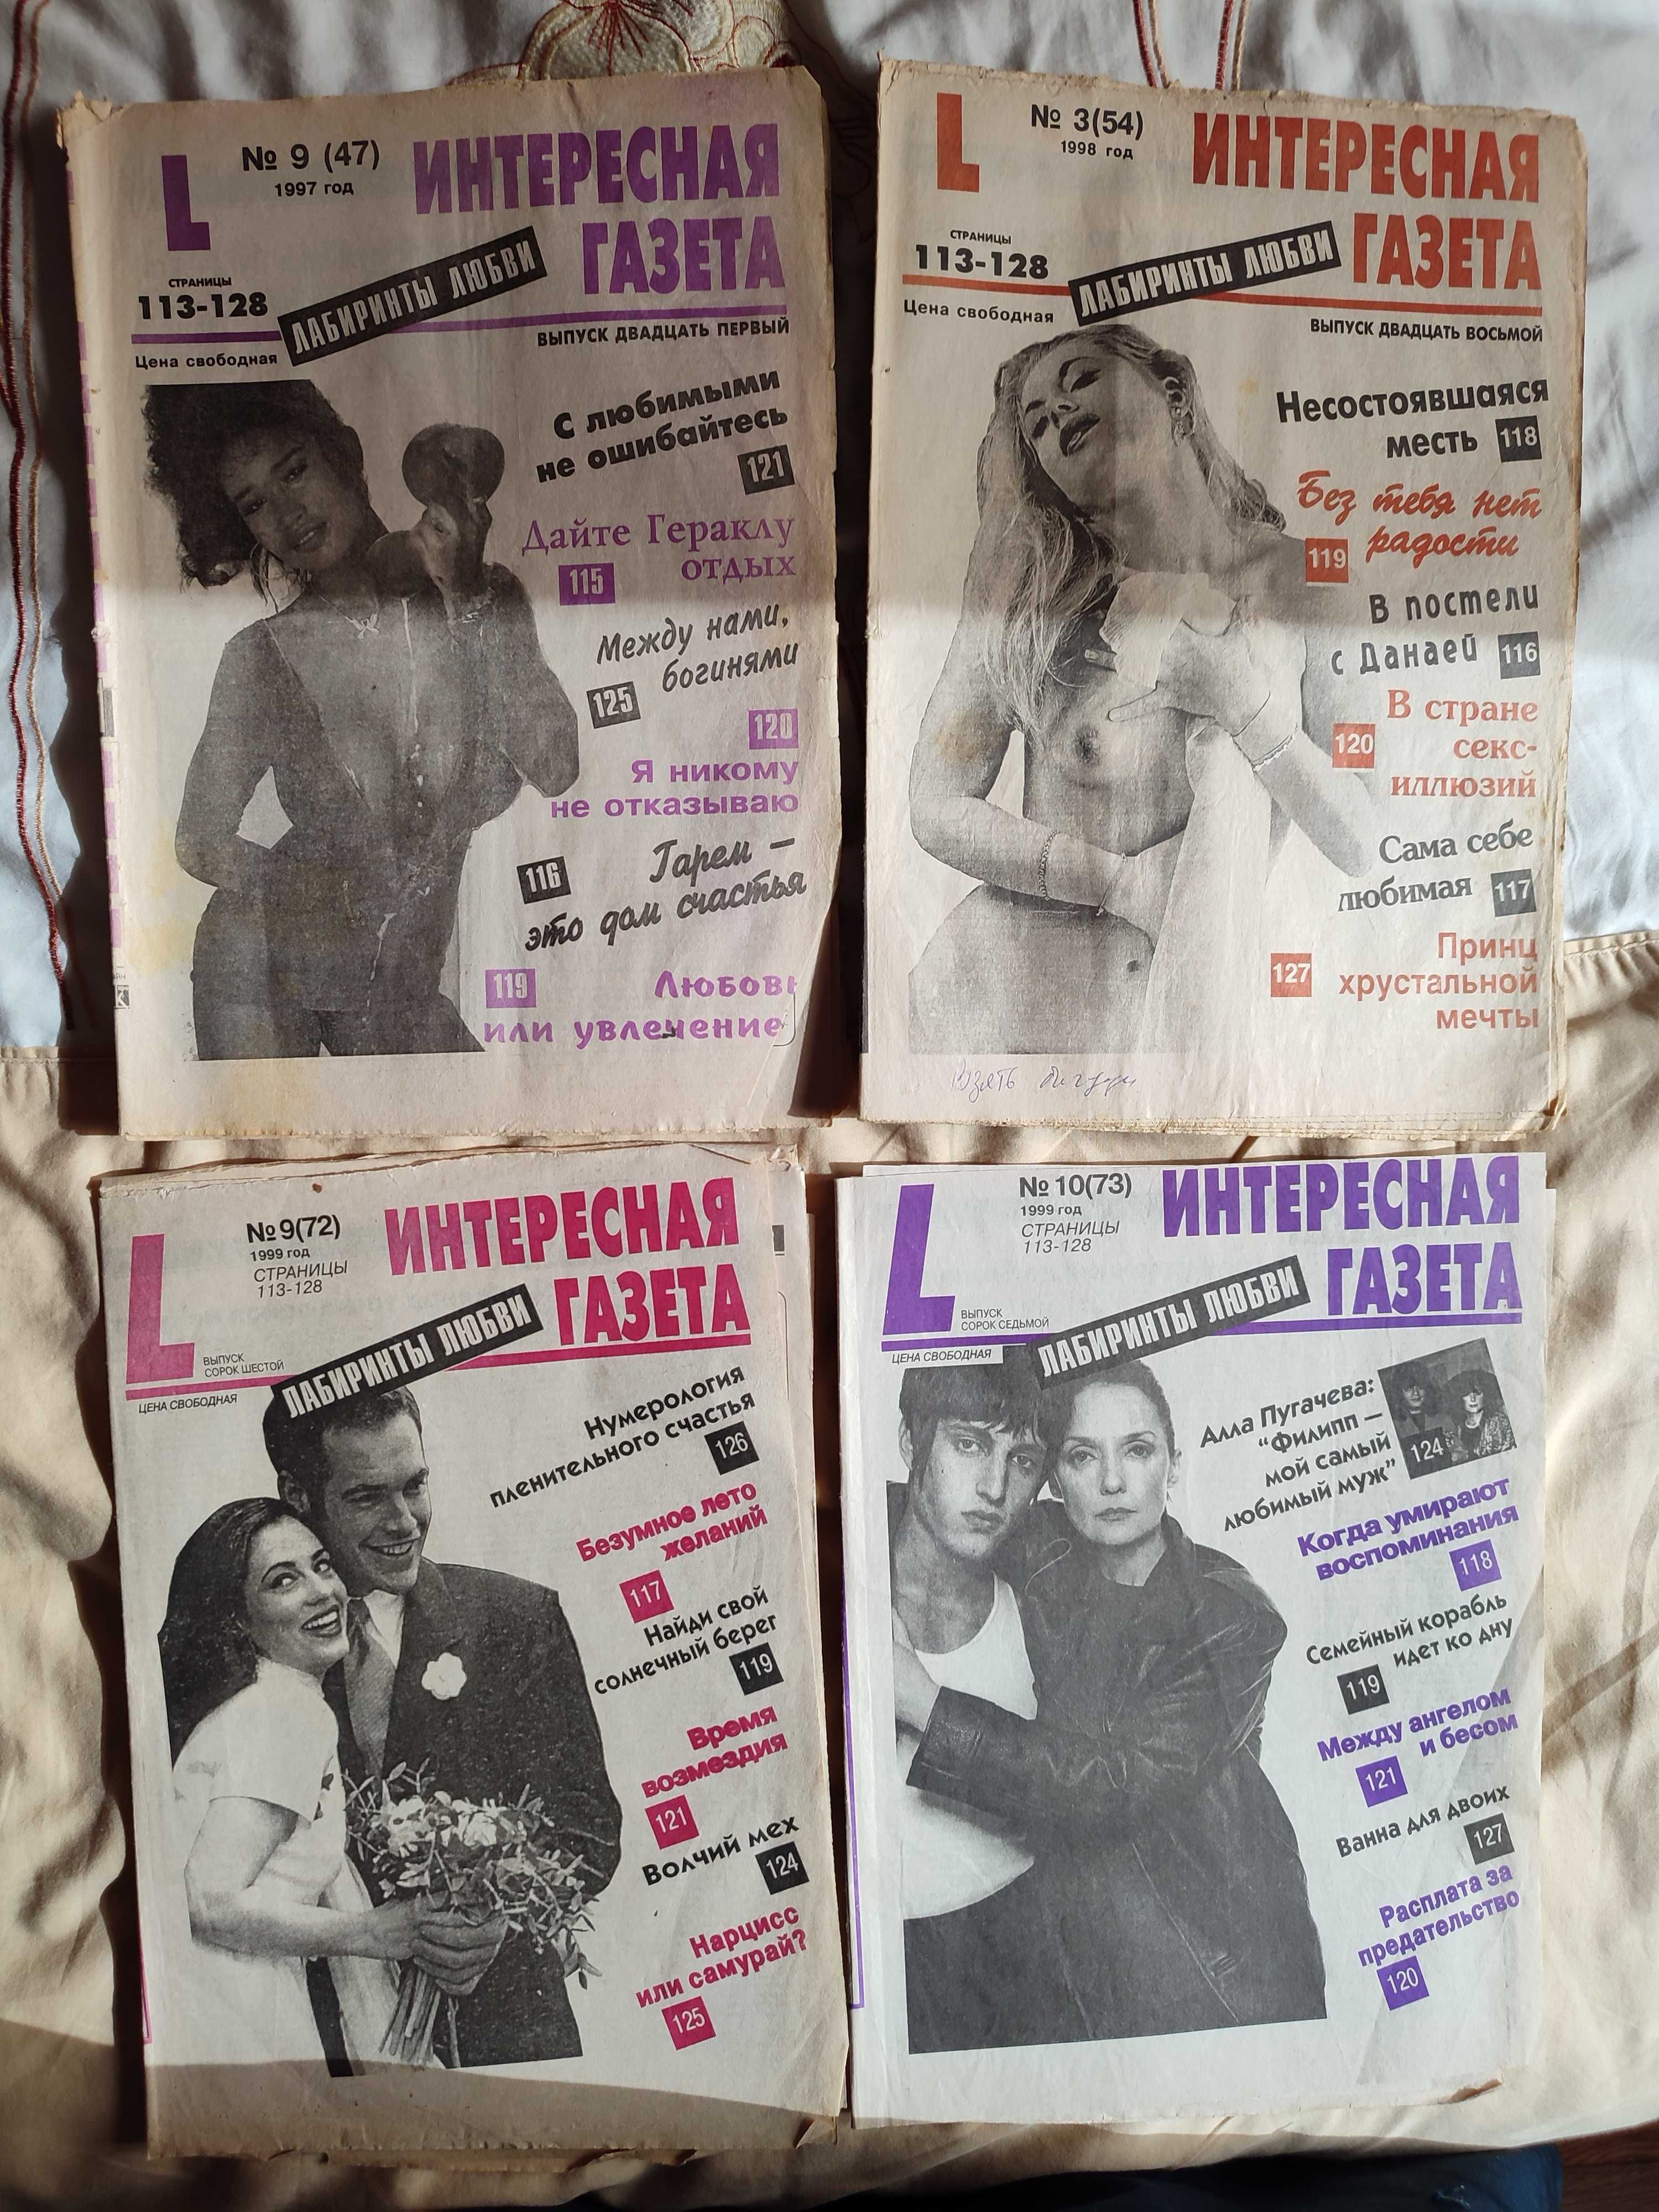 L
№ 9 (47)
1997 год
ИНТЕРЕСНАЯ
ГАЗЕТА
СТРАНИЦЫ
113-128
ЛАБИРИНТЫ ЛЮБВИ
Цена свободная
ВЫПУСК ДВАДЦАТЬ ПЕРВЫЙ
С любимыми
не ошибайтесь
121
Дайте Гераклу
отдых
115
Между нами,
богинями
125
120
Я никому
не отказываю
116
Гарем —
это дом счастья
119
Любовь
или увлечение
L
№ 3(54)
1998 год
ИНТЕРЕСНАЯ
ГАЗЕТА
СТРАНИЦЫ
113-128
ЛАБИРИНТЫ ЛЮБВИ
Цена свободная
ВЫПУСК ДВАДЦАТЬ ВОСЬМОЙ
Несостоявшаяся
месть 118
Без тебя нет
119 радости
В постели
с Данаей 116
В стране
120 секс-
иллюзий
Сама себе
любимая 117
Принц
127 хрустальной
мечты
Взять бигуди
L
№9(72)
1999 год
СТРАНИЦЫ
113-128
ИНТЕРЕСНАЯ
ГАЗЕТА
ЛАБИРИНТЫ ЛЮБВИ
ВЫПУСК
СОРОК ШЕСТОЙ
ЦЕНА СВОБОДНАЯ
Нумерология
пленительного счастья
126
Безумное лето
желаний
117
Найди свой
солнечный берег
119
Время
возмездия
121
Волчий мех
124
Нарцисс
или самурай?
125
L
№10(73)
1999 год
СТРАНИЦЫ
113-128
ИНТЕРЕСНАЯ
ГАЗЕТА
ЛАБИРИНТЫ ЛЮБВИ
ВЫПУСК
СОРОК СЕДЬМОЙ
ЦЕНА СВОБОДНАЯ
Алла Пугачева:
“Филипп —
мой самый
любимый муж”
124
Когда умирают
воспоминания
118
Семейный корабль
идет ко дну
119
Между ангелом
и бесом
121
Ванна для двоих
127
Расплата за
предательство
120